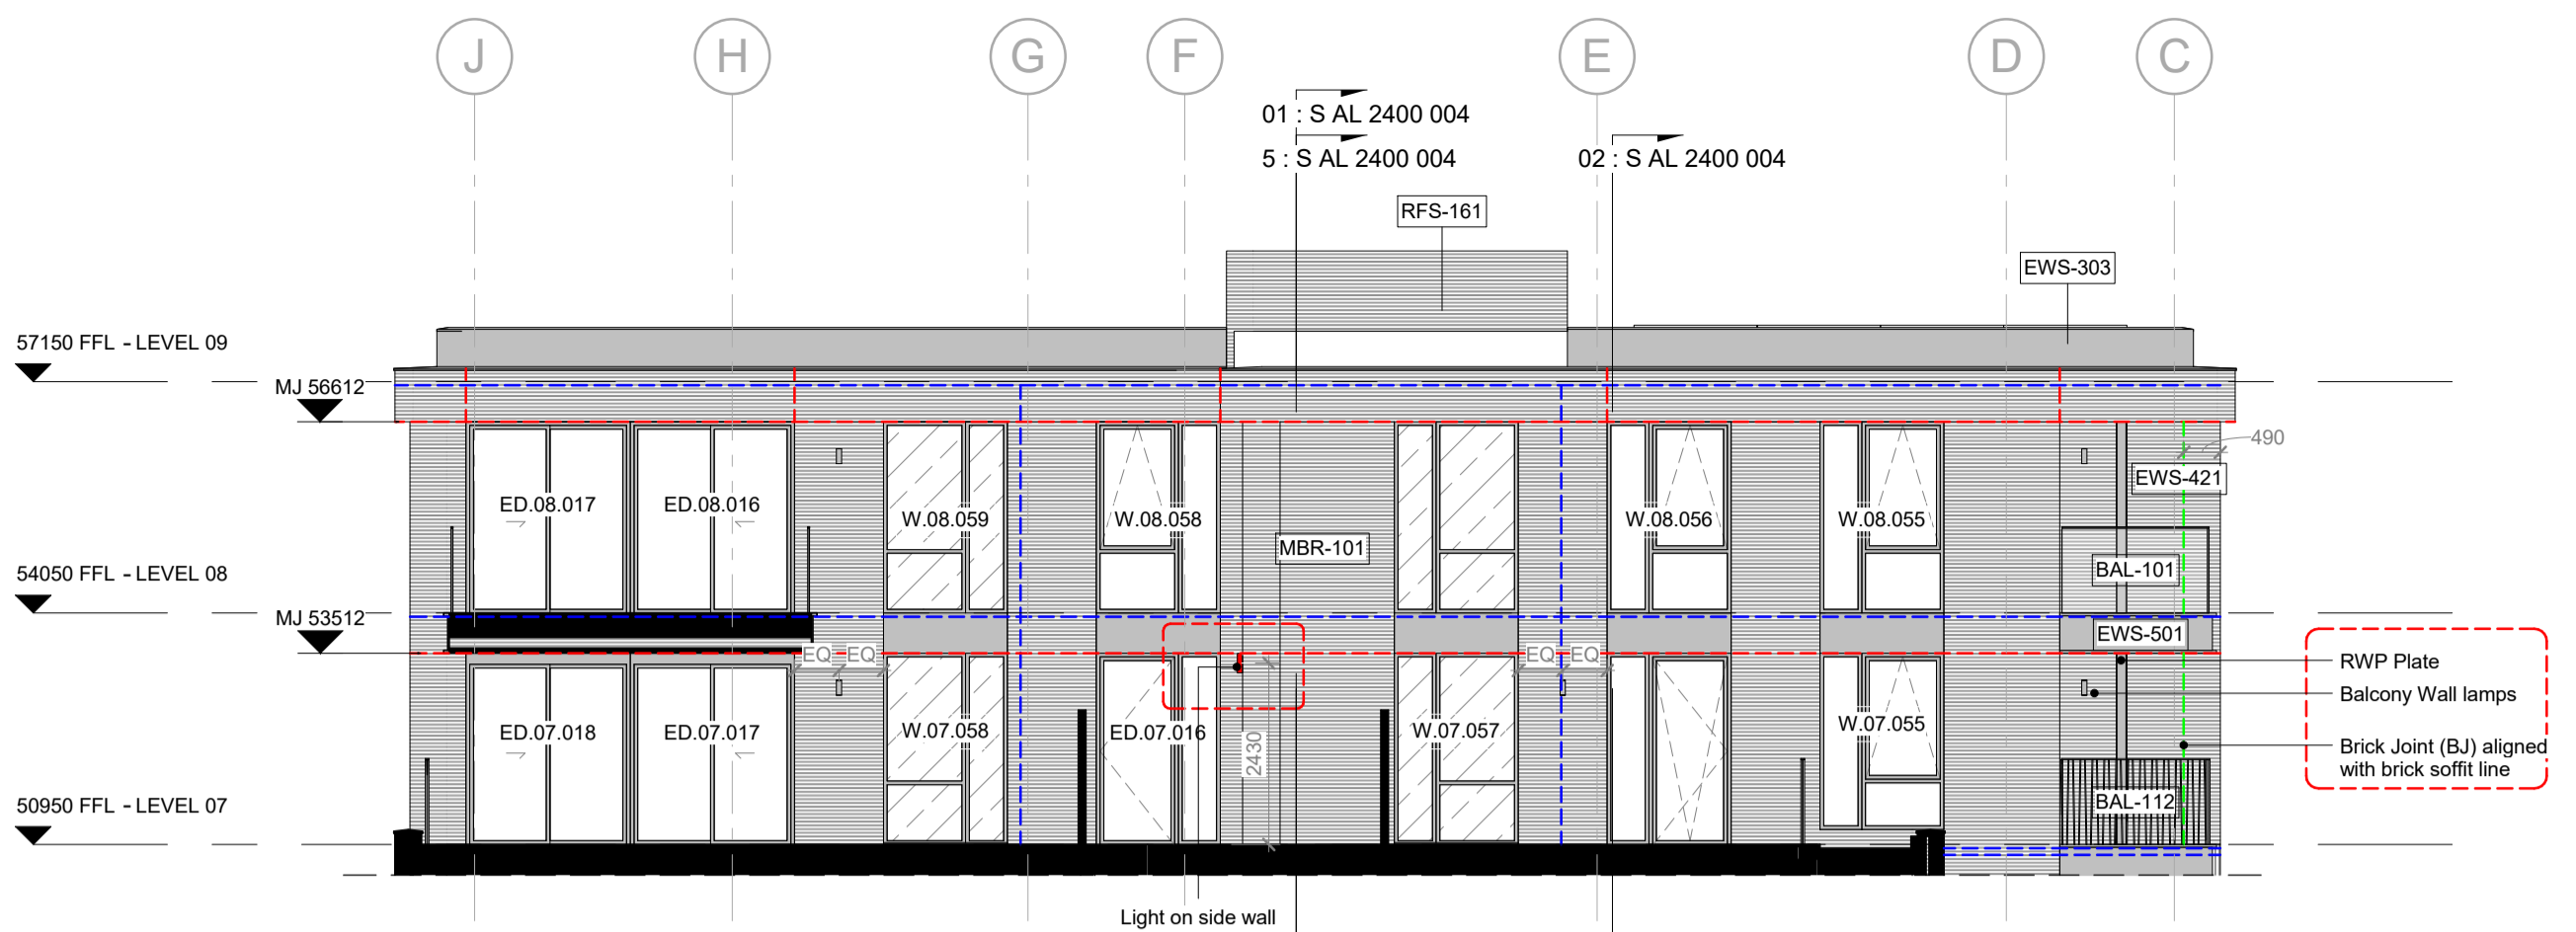 J H G F E D C
01 : S AL 2400 004
5 : S AL 2400 004
02 : S AL 2400 004
RFS-161
EWS-303
57150 FFL - LEVEL 09
MJ 56612
490
EWS-421
ED.08.017
ED.08.016
W.08.059
W.08.058
W.08.056
W.08.055
MBR-101
54050 FFL - LEVEL 08
BAL-101
MJ 53512
EWS-501
EQ EQ
EQ EQ
RWP Plate
Balcony Wall lamps
ED.07.018
ED.07.017
W.07.058
ED.07.016
2430
W.07.057
W.07.055
Brick Joint (BJ) aligned
with brick soffit line
50950 FFL - LEVEL 07
BAL-112
Light on side wall